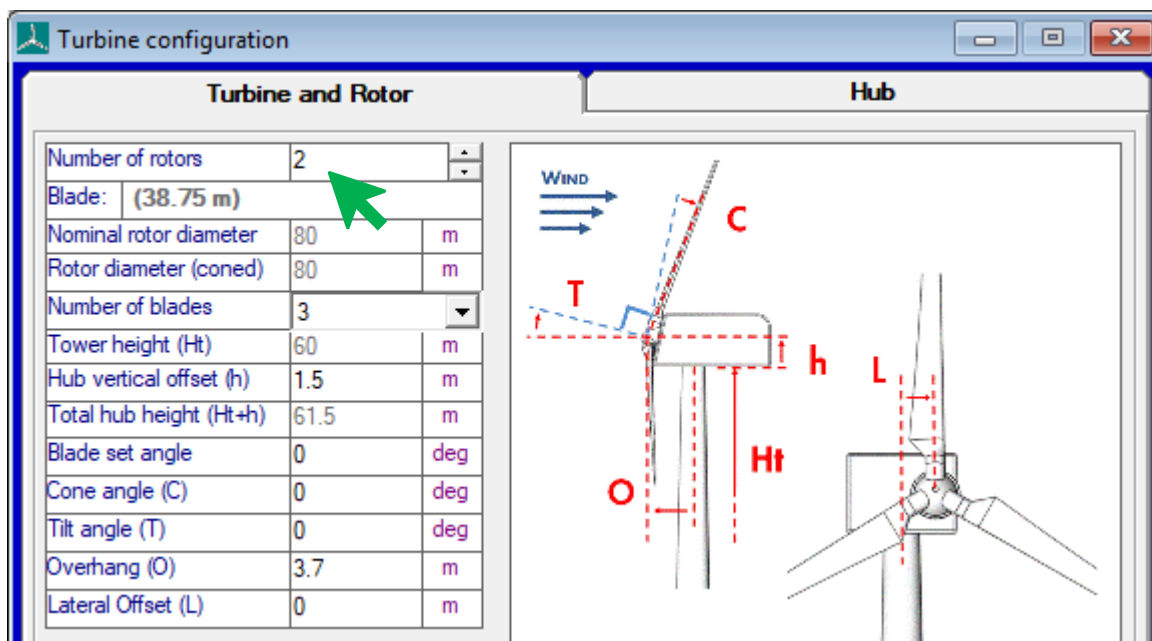 Turbine configuration
Turbine and Rotor Hub
Number of rotors 2
Blade: (38.75 m)
Nominal rotor diameter 80 m
Rotor diameter (coned) 80 m
Number of blades 3
Tower height (Ht) 60 m
Hub vertical offset (h) 1.5 m
Total hub height (Ht+h) 61.5 m
Blade set angle 0 deg
Cone angle (C) 0 deg
Tilt angle (T) 0 deg
Overhang (O) 3.7 m
Lateral Offset (L) 0 m
WIND
C
T
h
L
Ht
O